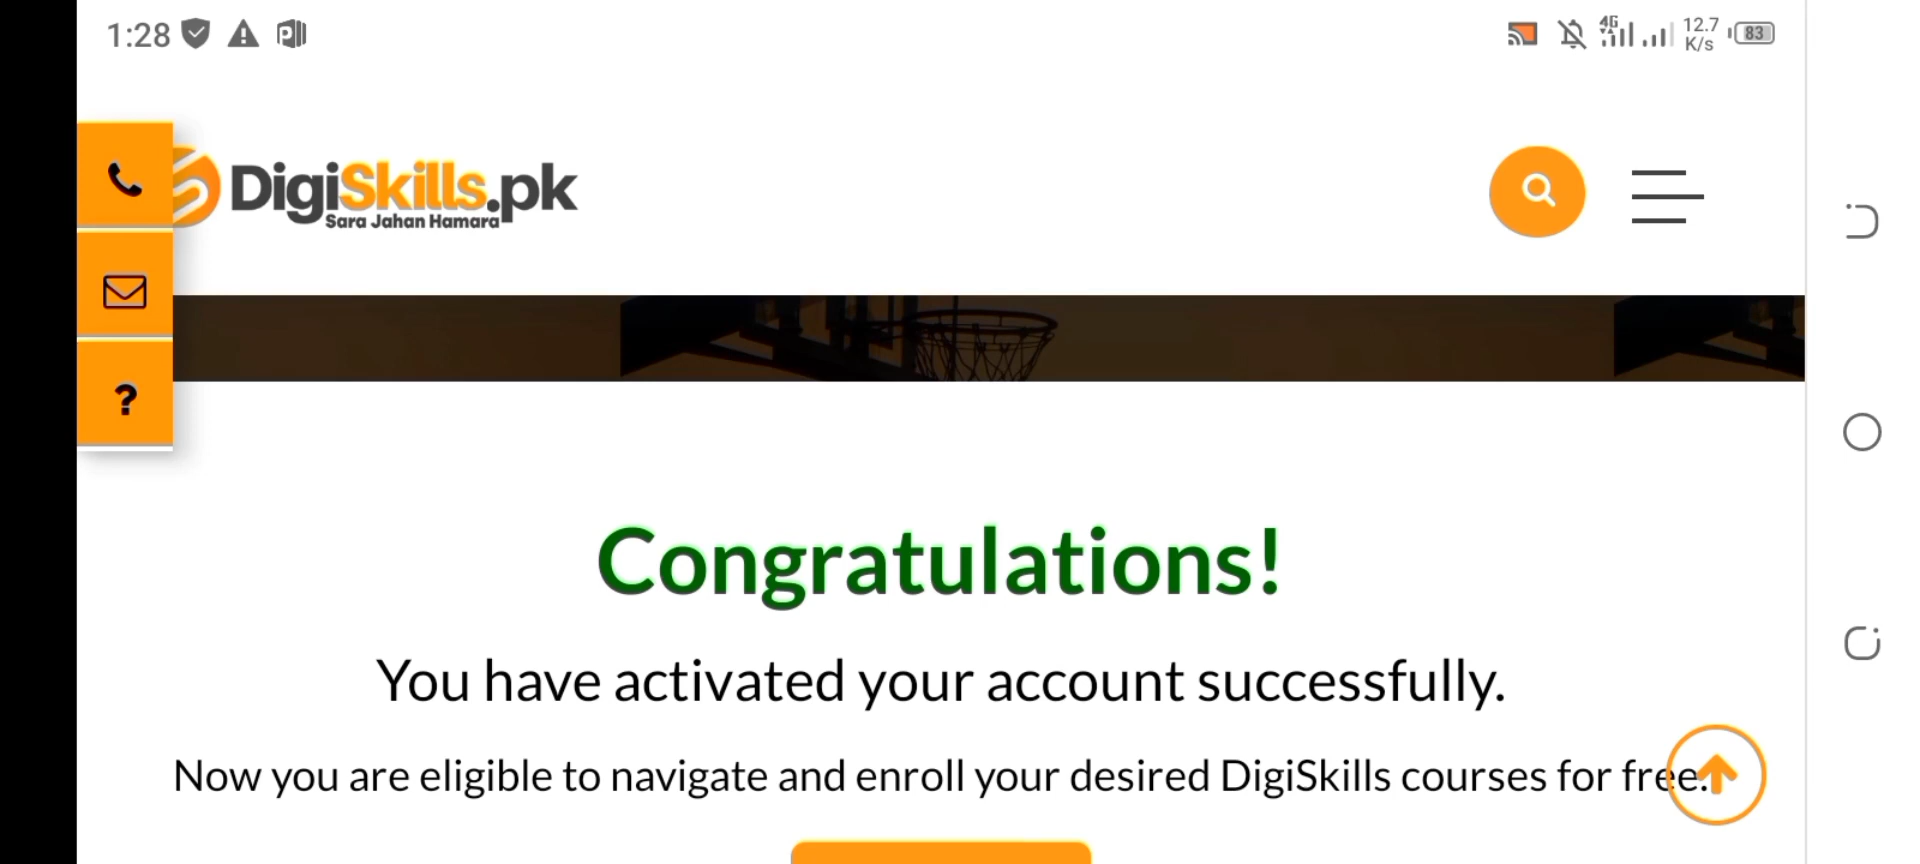 1:28
4G
12.7
K/s
83
DigiSkills.pk
Sara Jahan Hamara
?
Congratulations!
You have activated your account successfully.
Now you are eligible to navigate and enroll your desired DigiSkills courses for free.